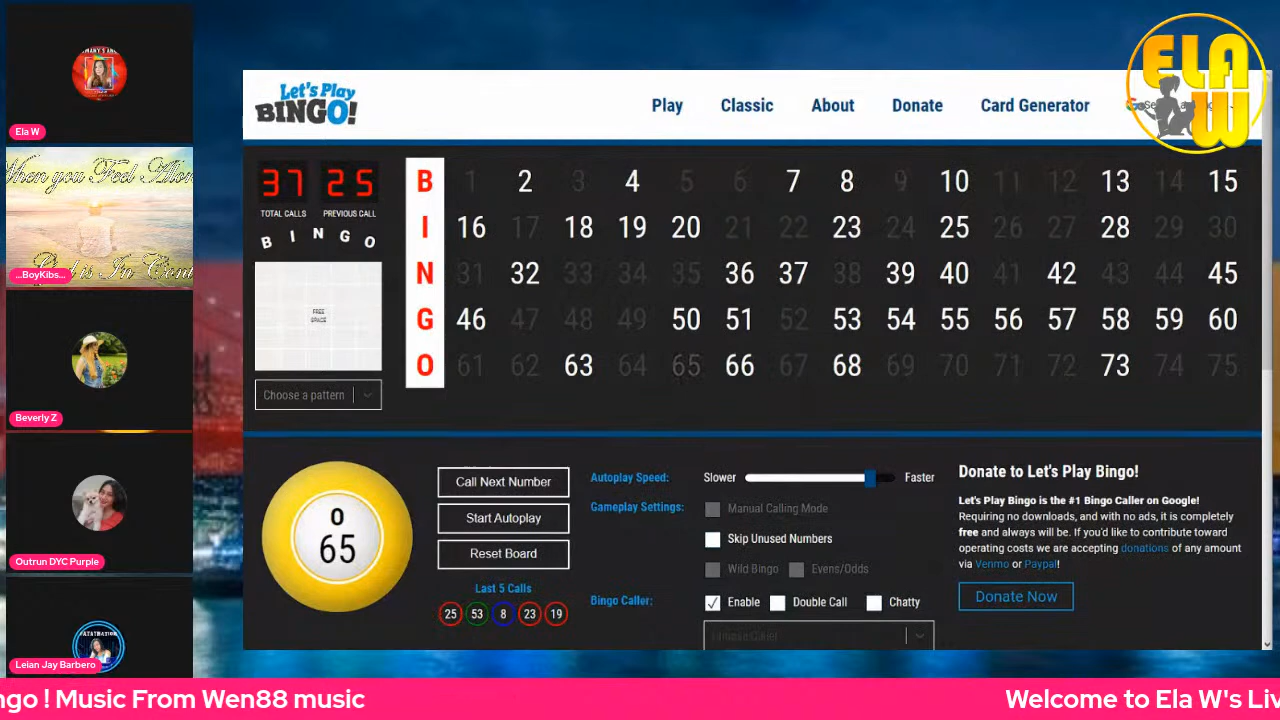 Ela W
When you Feel Alon
...BoyKibs...
Beverly Z
Outrun DYC Purple
Leian Jay Barbero
ELA
W
Let's Play
BINGO!
Play Classic About Donate Card Generator
37 25
TOTAL CALLS PREVIOUS CALL
B I N G O
FREE
SPACE
Choose a pattern
B 1 2 3 4 5 6 7 8 9 10 11 12 13 14 15
I 16 17 18 19 20 21 22 23 24 25 26 27 28 29 30
N 31 32 33 34 35 36 37 38 39 40 41 42 43 44 45
G 46 47 48 49 50 51 52 53 54 55 56 57 58 59 60
O 61 62 63 64 65 66 67 68 69 70 71 72 73 74 75
O
65
Call Next Number
Start Autoplay
Reset Board
Last 5 Calls
25 53 8 23 19
Autoplay Speed: Slower Faster
Gameplay Settings: Manual Calling Mode
Skip Unused Numbers
Wild Bingo Evens/Odds
Bingo Caller: Enable Double Call Chatty
Donate to Let's Play Bingo!
Let's Play Bingo is the #1 Bingo Caller on Google!
Requiring no downloads, and with no ads, it is completely
free and always will be. If you'd like to contribute toward
operating costs we are accepting donations of any amount
via Venmo or Paypal!
Donate Now
ngo ! Music From Wen88 music
Welcome to Ela W's Liv